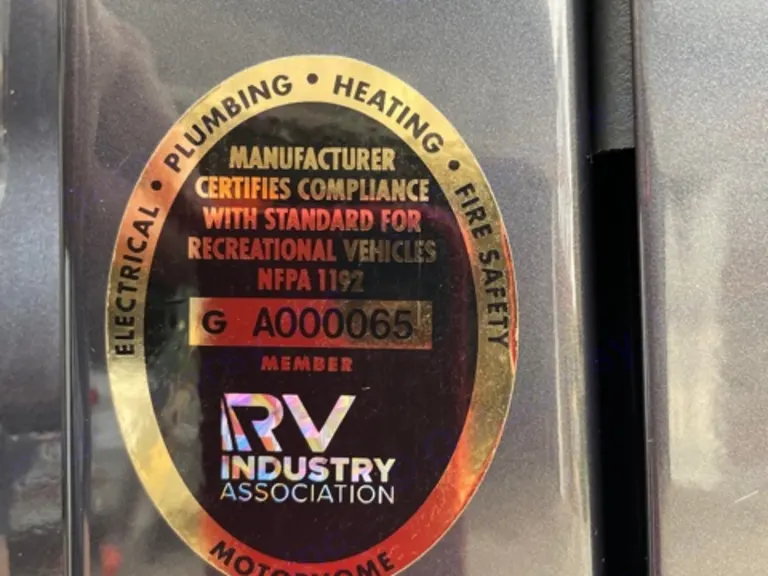 ELECTRICAL • PLUMBING • HEATING • FIRE SAFETY
MANUFACTURER
CERTIFIES COMPLIANCE
WITH STANDARD FOR
RECREATIONAL VEHICLES
NFPA 1192
G A000065
MEMBER
RV
INDUSTRY
ASSOCIATION
MOTORHOME